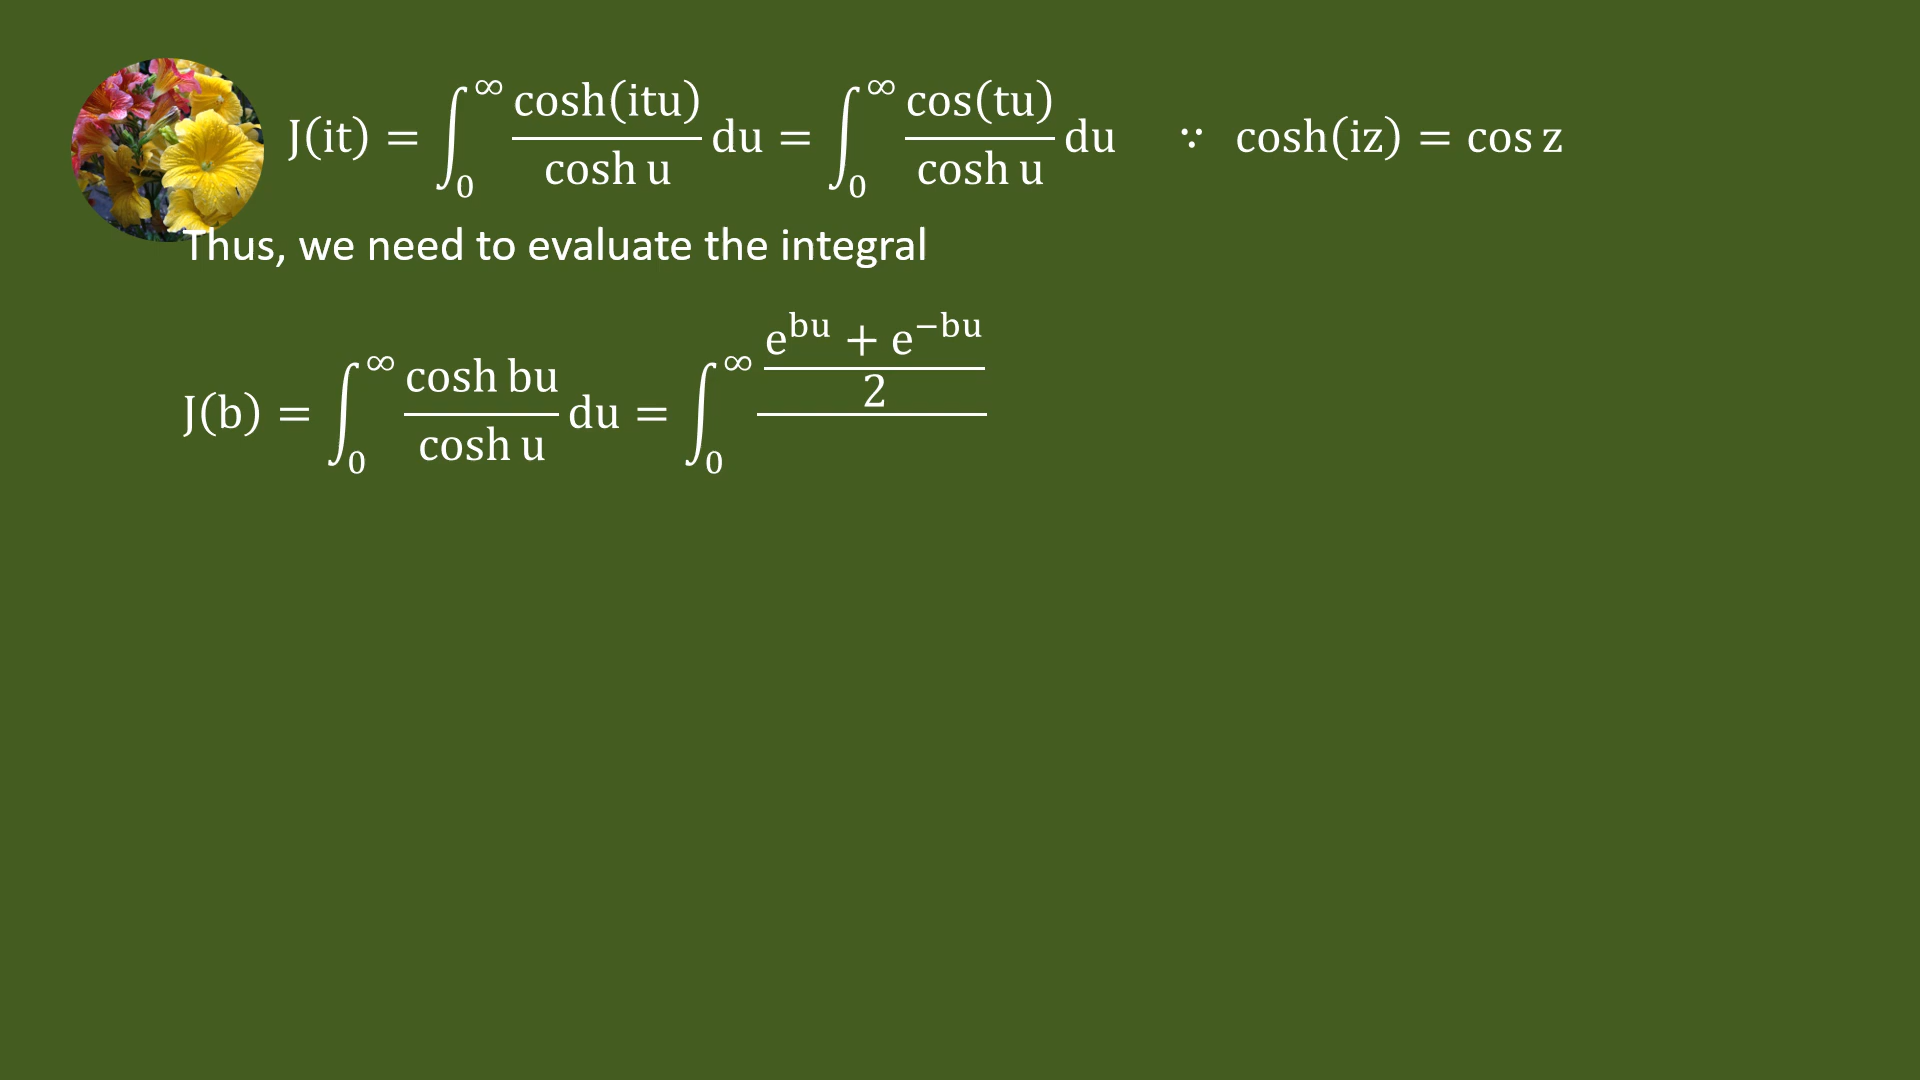 J(it) = ∫₀^∞ cosh(itu)/cosh u du = ∫₀^∞ cos(tu)/cosh u du ∵ cosh(iz) = cos z
Thus, we need to evaluate the integral
J(b) = ∫₀^∞ cosh bu/cosh u du = ∫₀^∞ ((e^bu + e^−bu)/2)/